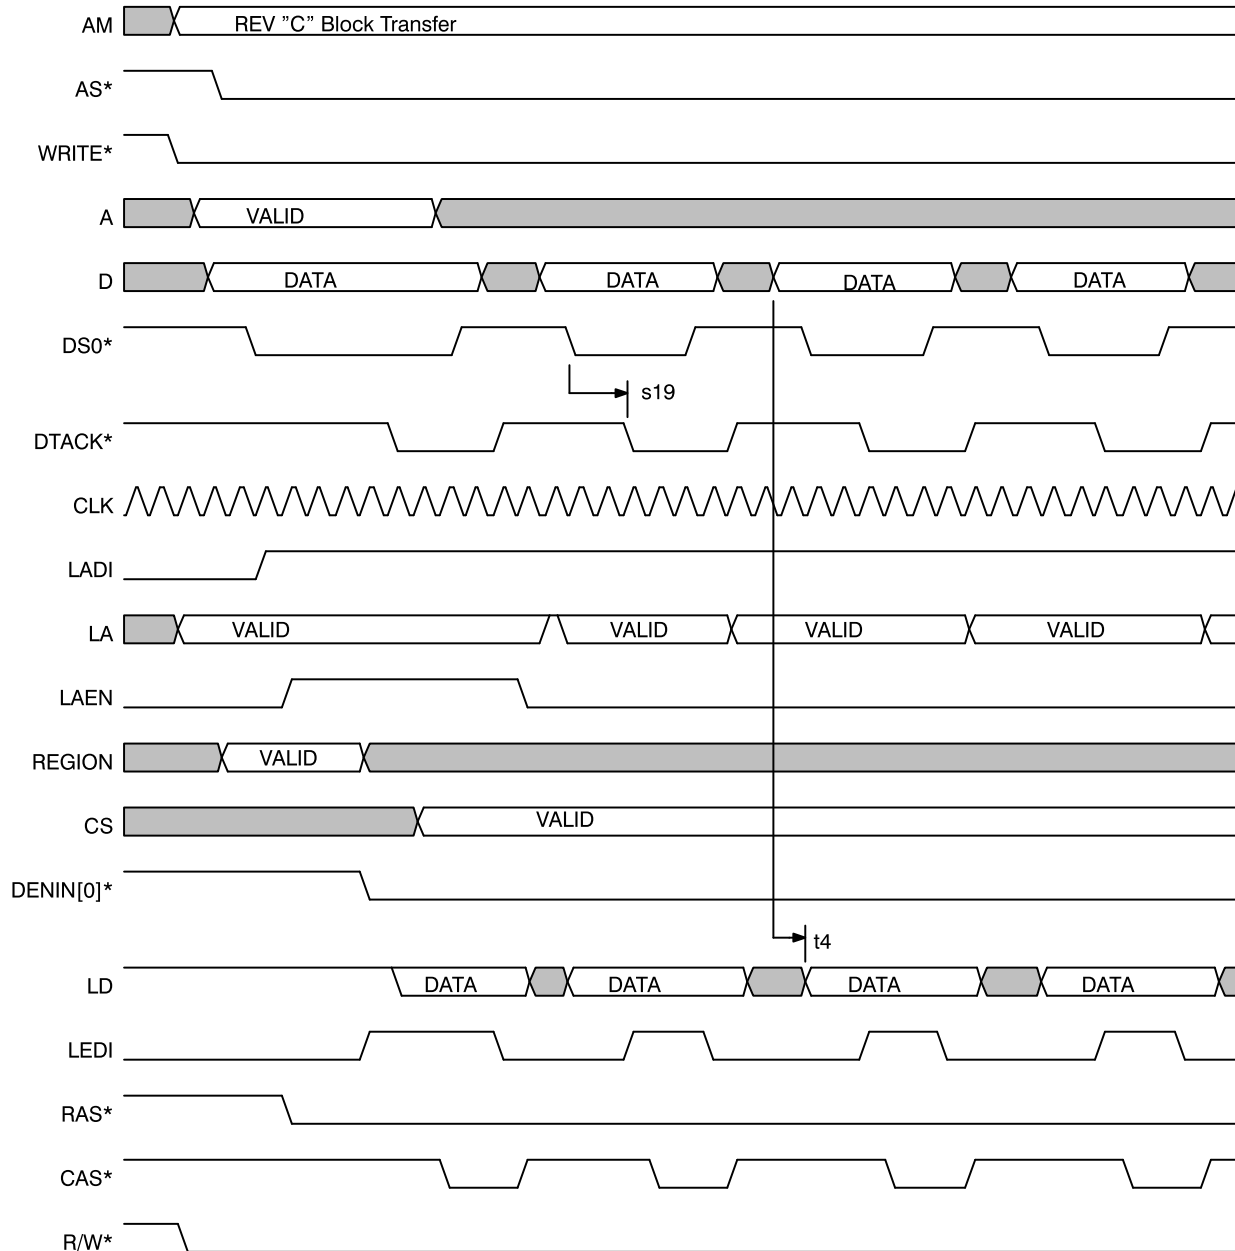 AM REV ”C” Block Transfer
AS*
WRITE*
A VALID
D DATA DATA DATA DATA
DS0*
s19
DTACK*
CLK
LADI
LA VALID VALID VALID VALID
LAEN
REGION VALID
CS VALID
DENIN[0]*
t4
LD DATA DATA DATA DATA
LEDI
RAS*
CAS*
R/W*